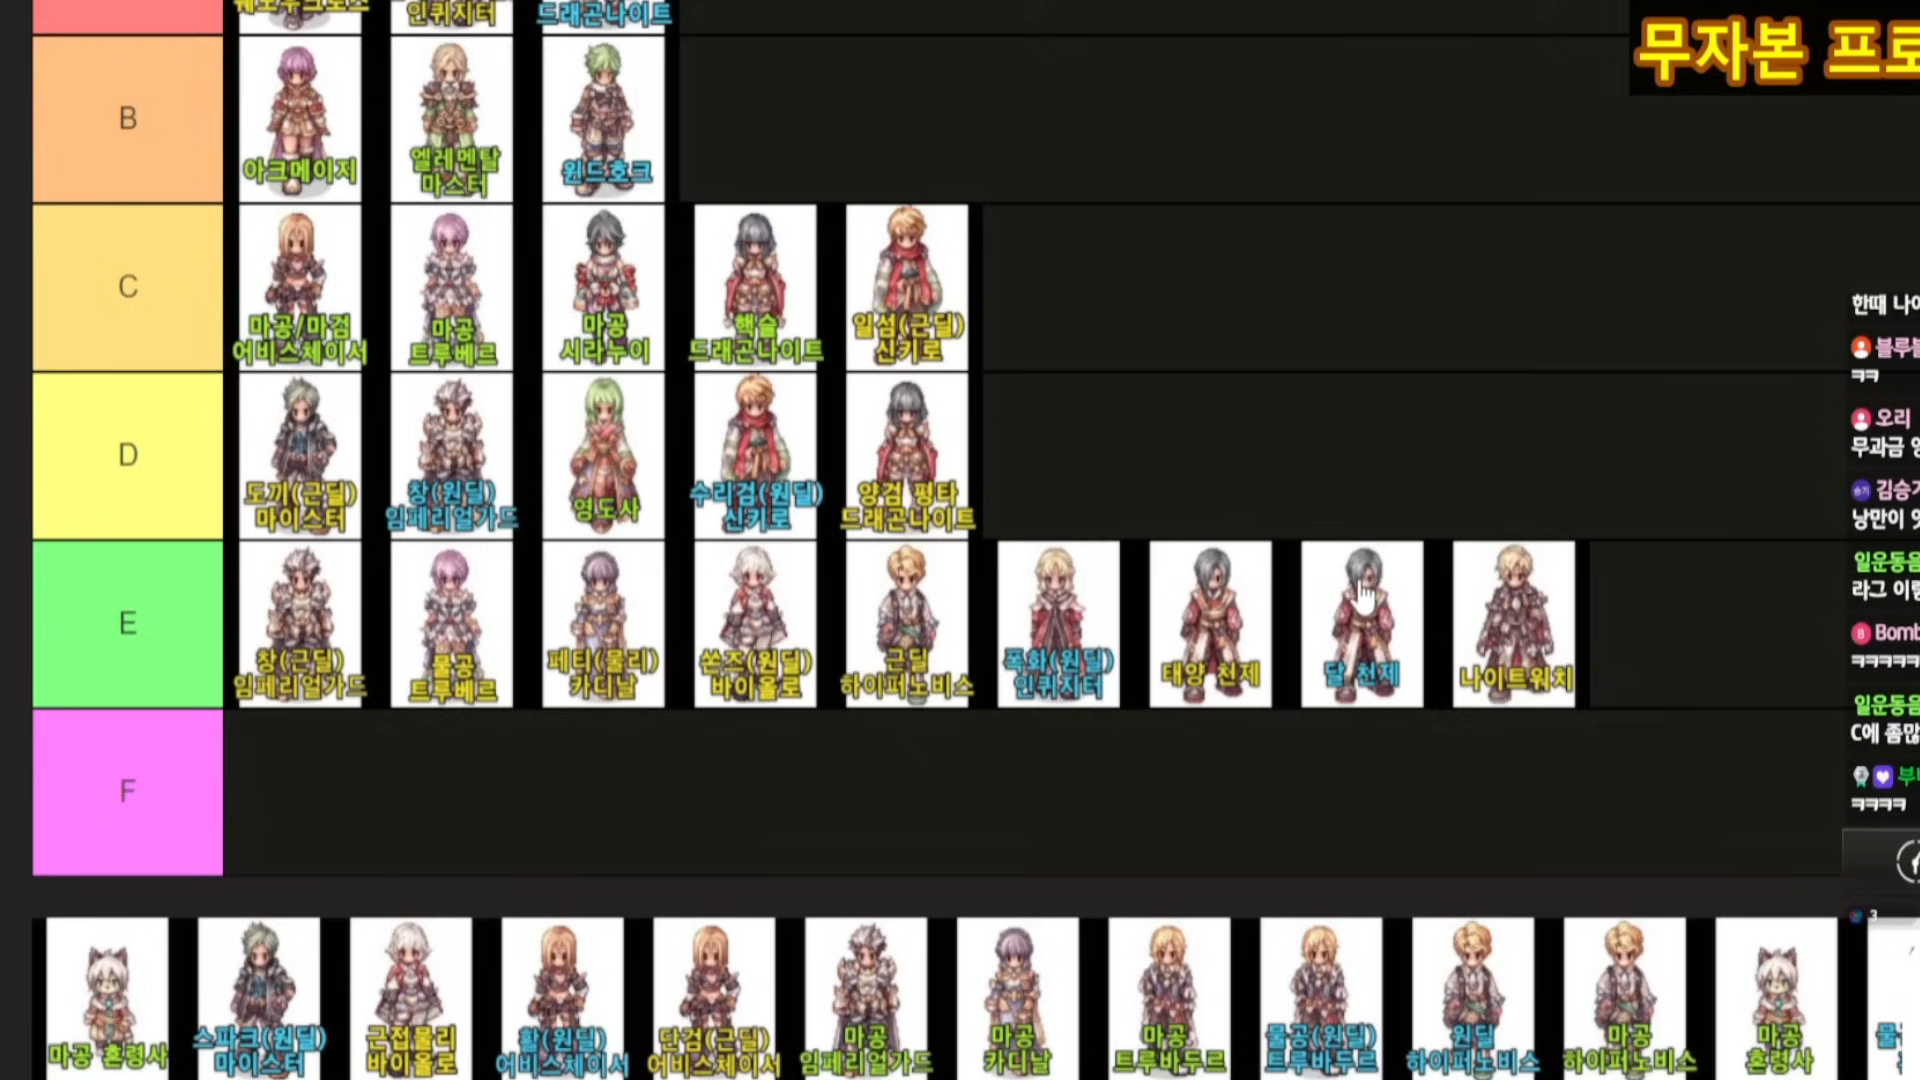 인퀴지터
드래곤나이트
무자본 프로
B
아크메이지
엘레멘탈
마스터
윈드호크
C
마공/마검
어비스체이서
마공
트루베르
마공
시라누이
핵슬
드래곤나이트
일섬(근딜)
신키로
D
도끼(근딜)
마이스터
창(원딜)
임페리얼가드
영도사
수리검(원딜)
신키로
양검 평타
드래곤나이트
E
창(근딜)
임페리얼가드
물공
트루베르
페티(물리)
카디날
쏜즈(원딜)
바이올로
근딜
하이퍼노비스
폭화(원딜)
인퀴지터
태양 천제
달 천제
나이트워치
F
한때
ㅋㅋ
오리
무과금
김승기
낭만이
일운동음
라그
Bomb
ㅋㅋㅋㅋㅋ
일운동음
C에 좀많
ㅋㅋㅋㅋ
3
마공 혼령사
스파크(원딜)
마이스터
근전물리
바이올로
활(원딜)
어비스체이서
단검(근딜)
어비스체이서
마공
임페리얼가드
마공
카디날
마공
트루바두르
물공(원딜)
트루바두르
원딜
하이퍼노비스
마공
하이퍼노비스
마공
혼령사